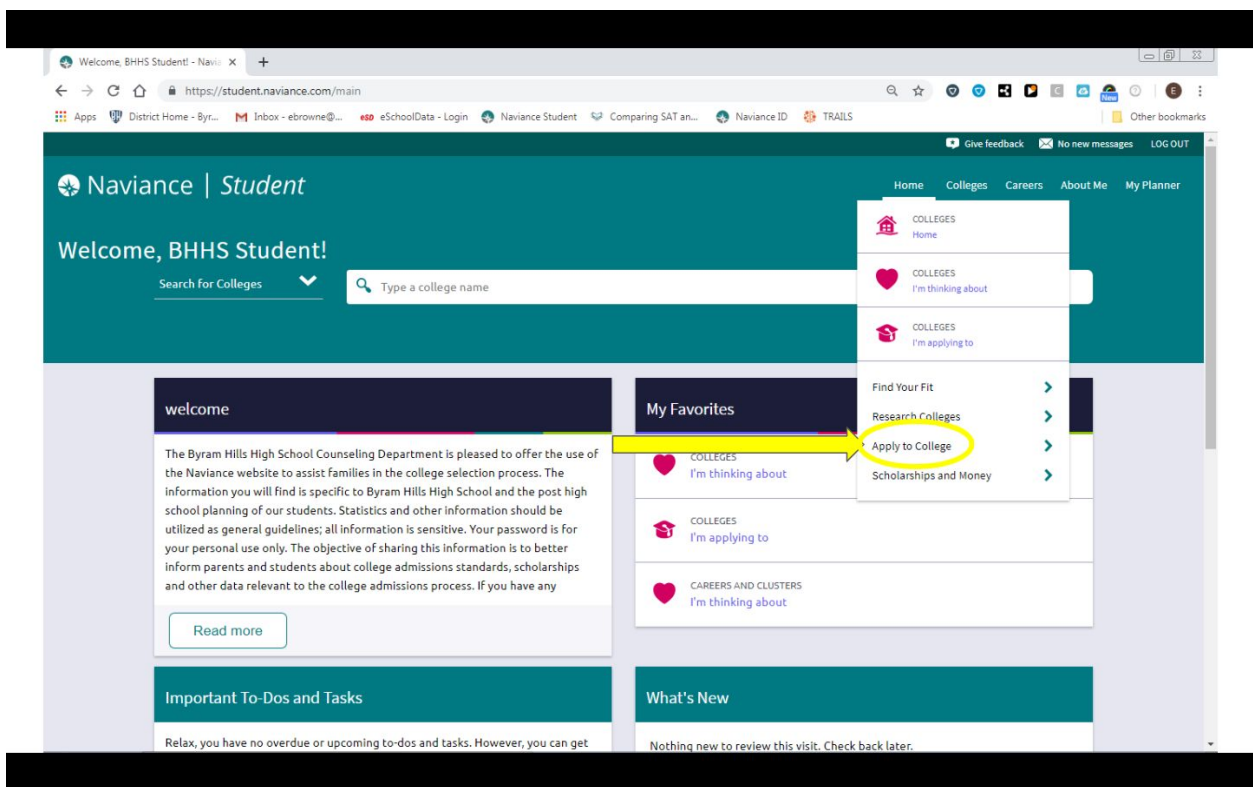 Welcome, BHHS Student! - Navia
https://student.naviance.com/main
New
E
Apps District Home - Byr... Inbox - ebrowne@... esD eSchoolData - Login Naviance Student Comparing SAT an... Naviance ID TRAILS Other bookmarks
Give feedback No new messages LOG OUT
Naviance | Student
Home Colleges Careers About Me My Planner
COLLEGES
Home
COLLEGES
I'm thinking about
COLLEGES
I'm applying to
Find Your Fit
Research Colleges
Apply to College
Scholarships and Money
Welcome, BHHS Student!
Search for Colleges
Type a college name
welcome
The Byram Hills High School Counseling Department is pleased to offer the use of
the Naviance website to assist families in the college selection process. The
information you will find is specific to Byram Hills High School and the post high
school planning of our students. Statistics and other information should be
utilized as general guidelines; all information is sensitive. Your password is for
your personal use only. The objective of sharing this information is to better
inform parents and students about college admissions standards, scholarships
and other data relevant to the college admissions process. If you have any
Read more
My Favorites
COLLEGES
I'm thinking about
COLLEGES
I'm applying to
CAREERS AND CLUSTERS
I'm thinking about
Important To-Dos and Tasks
Relax, you have no overdue or upcoming to-dos and tasks. However, you can get
What's New
Nothing new to review this visit. Check back later.